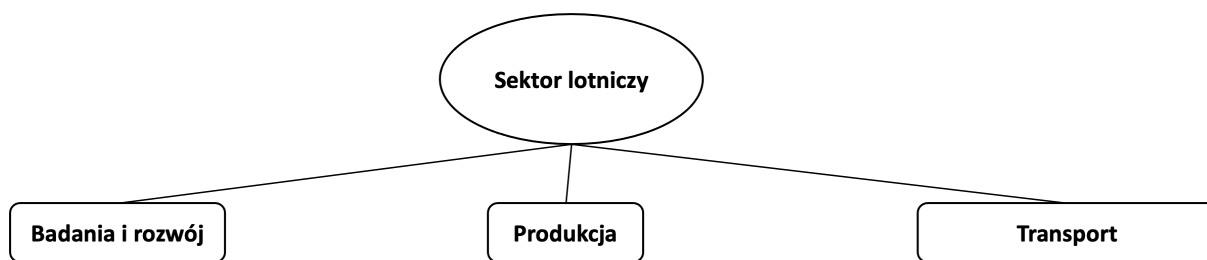 Sektor lotniczy
Badania i rozwój
Produkcja
Transport